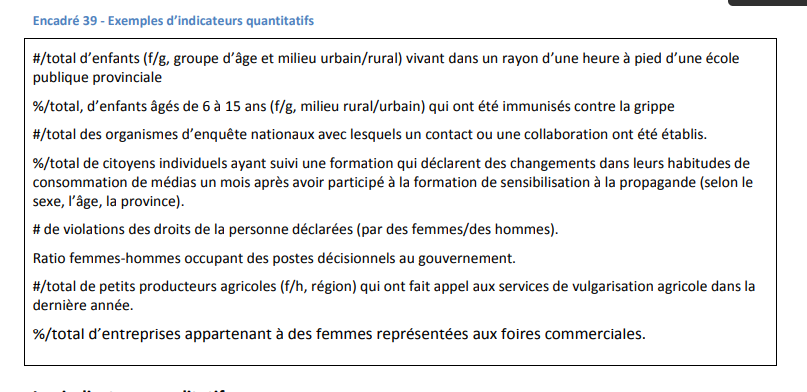 Encadré 39 - Exemples d’indicateurs quantitatifs
#/total d’enfants (f/g, groupe d’âge et milieu urbain/rural) vivant dans un rayon d’une heure à pied d’une école
publique provinciale
%/total, d’enfants âgés de 6 à 15 ans (f/g, milieu rural/urbain) qui ont été immunisés contre la grippe
#/total des organismes d’enquête nationaux avec lesquels un contact ou une collaboration ont été établis.
%/total de citoyens individuels ayant suivi une formation qui déclarent des changements dans leurs habitudes de
consommation de médias un mois après avoir participé à la formation de sensibilisation à la propagande (selon le
sexe, l’âge, la province).
# de violations des droits de la personne déclarées (par des femmes/des hommes).
Ratio femmes-hommes occupant des postes décisionnels au gouvernement.
#/total de petits producteurs agricoles (f/h, région) qui ont fait appel aux services de vulgarisation agricole dans la
dernière année.
%/total d’entreprises appartenant à des femmes représentées aux foires commerciales.